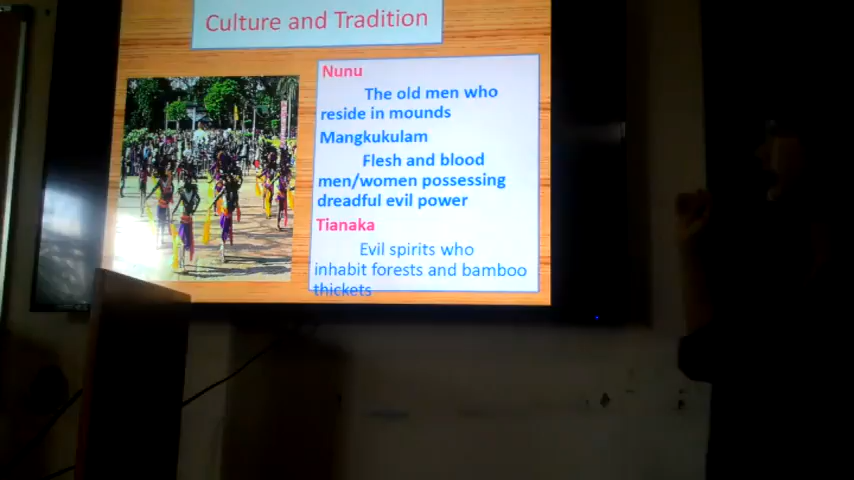 Culture and Tradition
Nunu
The old men who
reside in mounds
Mangkukulam
Flesh and blood
men/women possessing
dreadful evil power
Tianaka
Evil spirits who
inhabit forests and bamboo
thickets